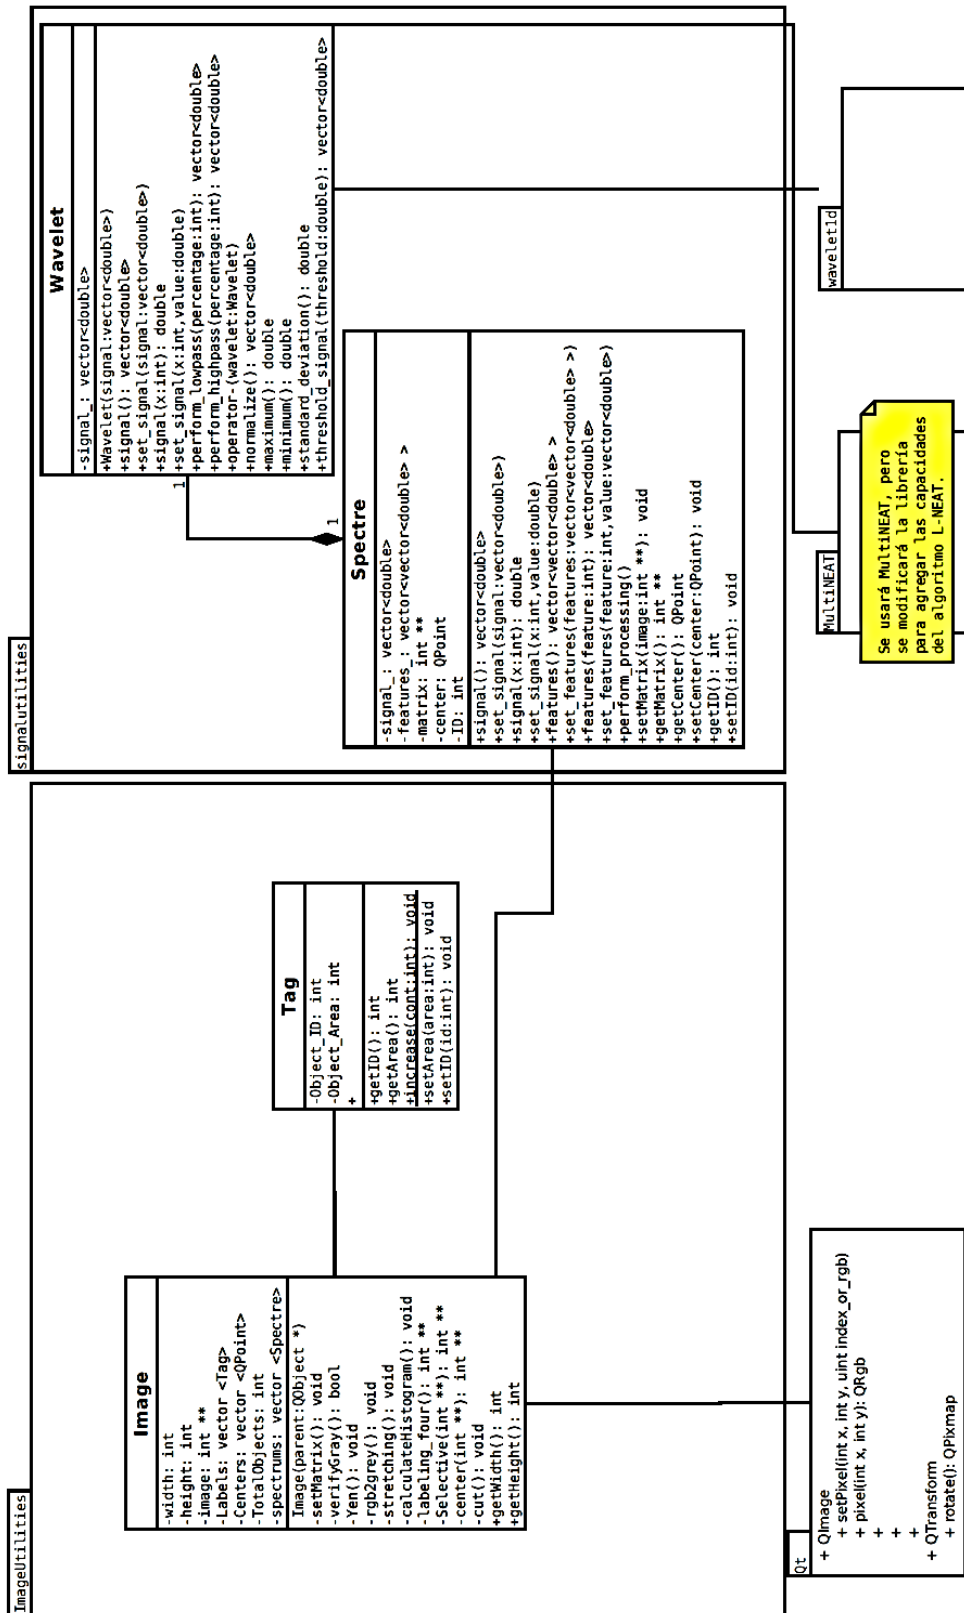 ImageUtilities
Image
-width: int
-height: int
-image: int **
-Labels: vector <Tag>
-Centers: vector <QPoint>
-TotalObjects: int
-spectrums: vector <Spectre>
Image(parent:QObject *)
-setMatrix(): void
-verifyGray(): bool
-Yen(): void
-rgb2grey(): void
-stretching(): void
-calculateHistogram(): void
-labeling_four(): int **
-Selective(int **): int **
-center(int **): int **
-cut(): void
+getWidth(): int
+getHeight(): int
Tag
-Object_ID: int
-Object_Area: int
+
+getID(): int
+getArea(): int
+increase(cont:int): void
+setArea(area:int): void
+setID(id:int): void
signalutilities
Wavelet
-signal_: vector<double>
+Wavelet(signal:vector<double>)
+signal(): vector<double>
+set_signal(signal:vector<double>)
+signal(x:int): double
+set_signal(x:int,value:double)
+perform_lowpass(percentage:int): vector<double>
+perform_highpass(percentage:int): vector<double>
+operator-(wavelet:Wavelet)
+normalize(): vector<double>
+maximum(): double
+minimum(): double
+standard_deviation(): double
+threshold_signal(threshold:double): vector<double>
1
1
Spectre
-signal_: vector<double>
-features_: vector<vector<double> >
-matrix: int **
-center: QPoint
-ID: int
+signal(): vector<double>
+set_signal(signal:vector<double>)
+signal(x:int): double
+set_signal(x:int,value:double)
+features(): vector<vector<double> >
+set_features(features:vector<vector<double> >)
+features(feature:int): vector<double>
+set_features(feature:int,value:vector<double>)
+perform_processing()
+setMatrix(image:int **): void
+getMatrix(): int **
+getCenter(): QPoint
+setCenter(center:QPoint): void
+getID(): int
+setID(id:int): void
Qt
+ QImage
+ setPixel(int x, int y, uint index_or_rgb)
+ pixel(int x, int y): QRgb
+
+
+
+ QTransform
+ rotate(): QPixmap
MultiNEAT
Se usará MultiNEAT, pero
se modificará la librería
para agregar las capacidades
del algoritmo L-NEAT.
wavelet1d